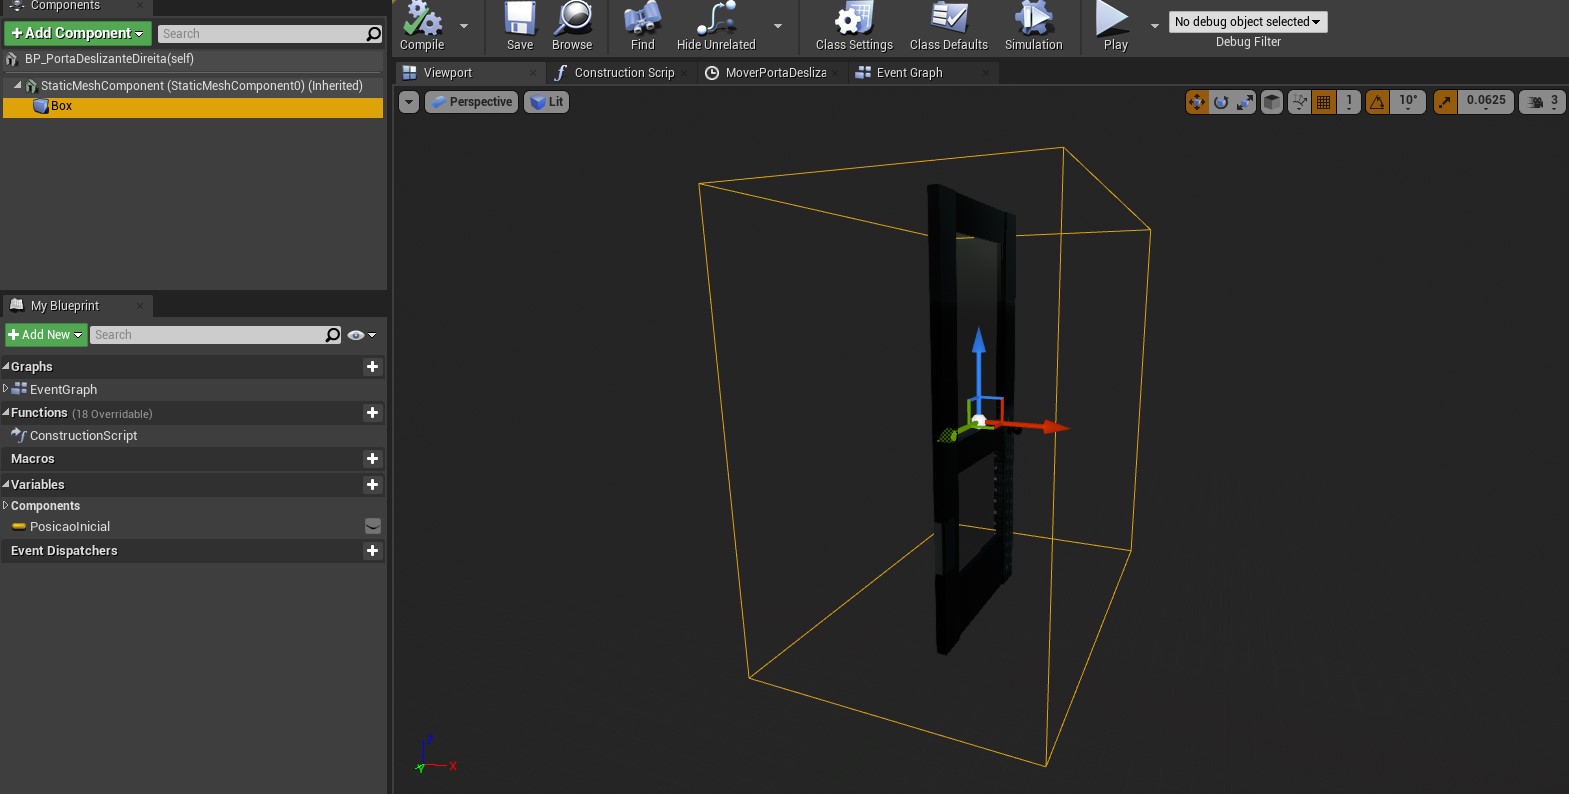 Components
+Add Component
Search
BP_PortaDeslizanteDireita(self)
StaticMeshComponent (StaticMeshComponent0) (Inherited)
Box
My Blueprint
+Add New
Search
Graphs
EventGraph
Functions (18 Overridable)
ConstructionScript
Macros
Variables
Components
PosicaoInicial
Event Dispatchers
Compile
Save
Browse
Find
Hide Unrelated
Class Settings
Class Defaults
Simulation
Play
No debug object selected
Debug Filter
Viewport
Construction Scrip
MoverPortaDesliza
Event Graph
Perspective
Lit
1
10°
0.0625
3
Z
X
Y